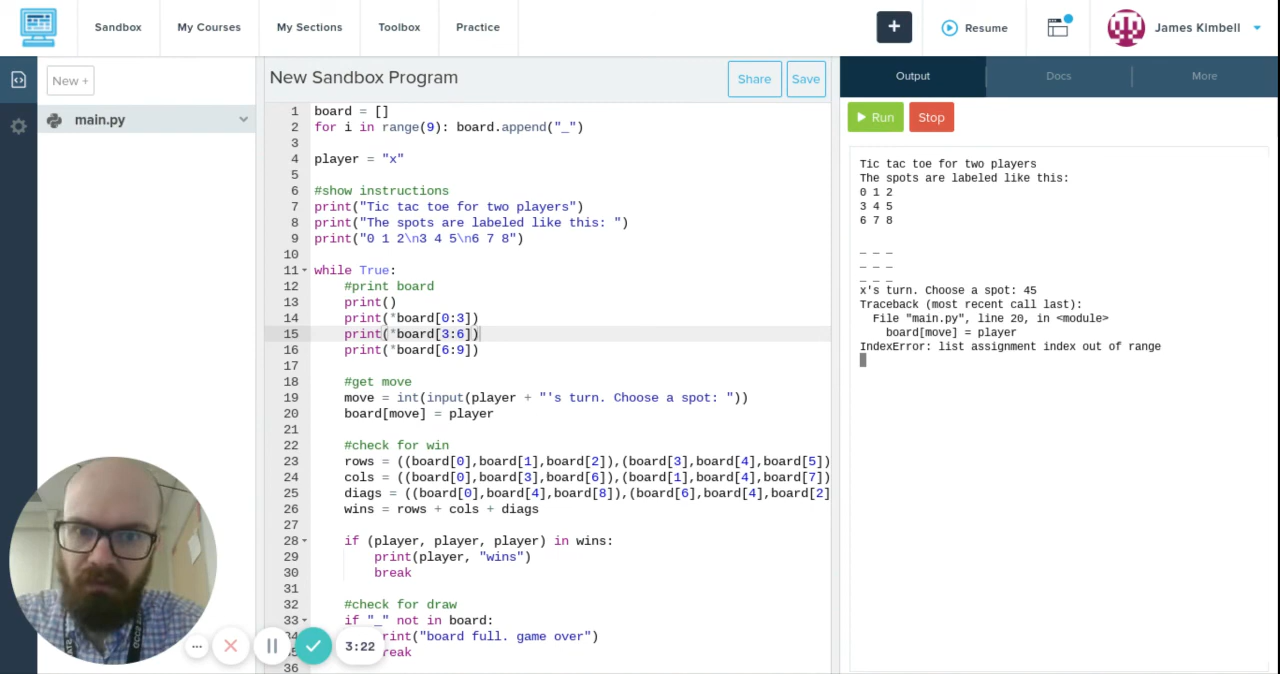 Sandbox
My Courses
My Sections
Toolbox
Practice
+
Resume
James Kimbell
New +
main.py
New Sandbox Program
Share
Save
1 board = []
2 for i in range(9): board.append("_")
3
4 player = "x"
5
6 #show instructions
7 print("Tic tac toe for two players")
8 print("The spots are labeled like this: ")
9 print("0 1 2\n3 4 5\n6 7 8")
10
11 while True:
12 #print board
13 print()
14 print(*board[0:3])
15 print(*board[3:6])
16 print(*board[6:9])
17
18 #get move
19 move = int(input(player + "'s turn. Choose a spot: "))
20 board[move] = player
21
22 #check for win
23 rows = ((board[0],board[1],board[2]),(board[3],board[4],board[5])
24 cols = ((board[0],board[3],board[6]),(board[1],board[4],board[7])
25 diags = ((board[0],board[4],board[8]),(board[6],board[4],board[2]
26 wins = rows + cols + diags
27
28 if (player, player, player) in wins:
29 print(player, "wins")
30 break
31
32 #check for draw
33 if "_" not in board:
rint("board full. game over")
reak
36
3:22
Output
Docs
More
Run
Stop
Tic tac toe for two players
The spots are labeled like this:
0 1 2
3 4 5
6 7 8
_ _ _
_ _ _
_ _ _
x's turn. Choose a spot: 45
Traceback (most recent call last):
File "main.py", line 20, in <module>
board[move] = player
IndexError: list assignment index out of range